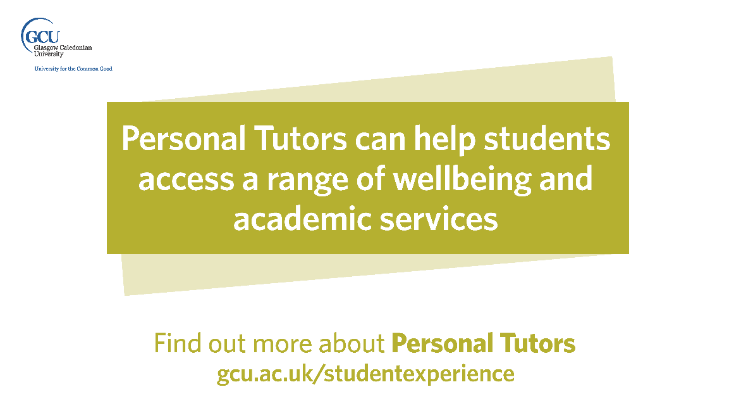 GCU
Glasgow Caledonian
University
University for the Common Good
Personal Tutors can help students
access a range of wellbeing and
academic services
Find out more about Personal Tutors
gcu.ac.uk/studentexperience